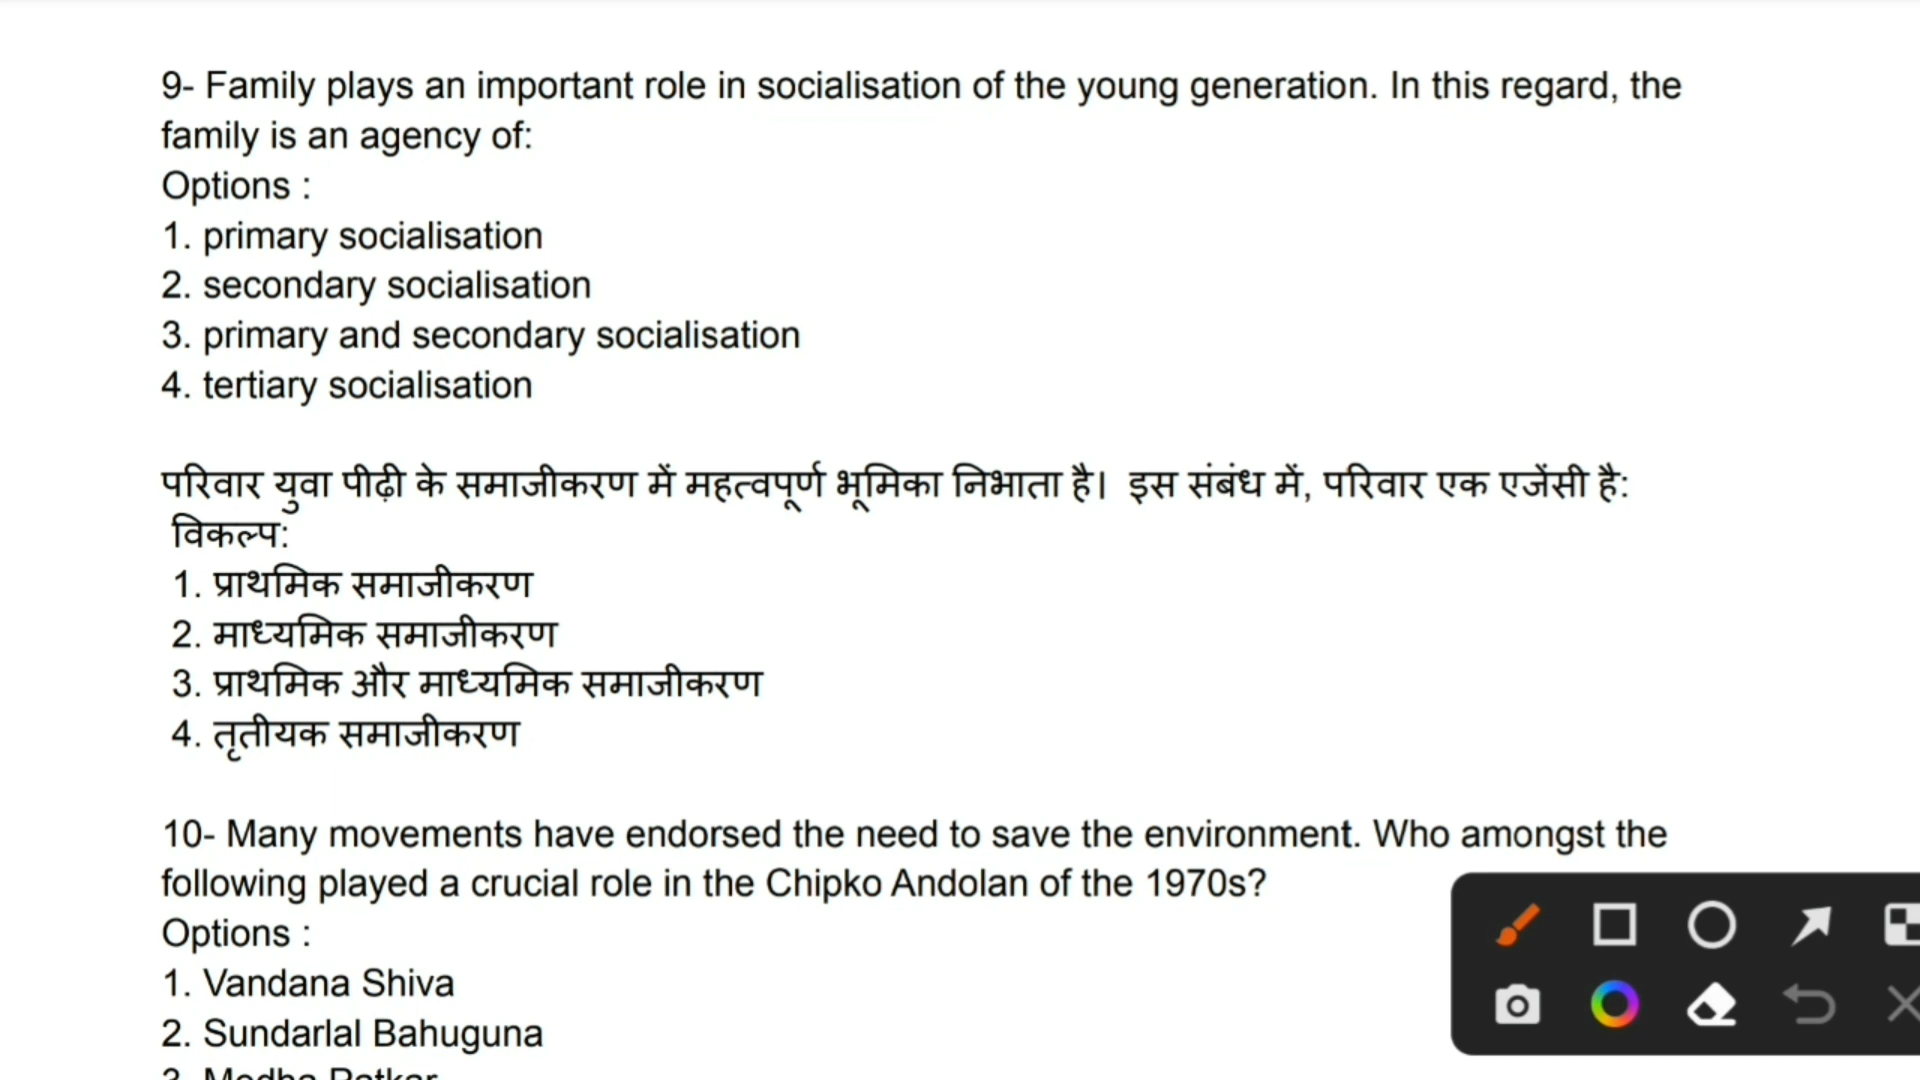 9- Family plays an important role in socialisation of the young generation. In this regard, the
family is an agency of:
Options :
1. primary socialisation
2. secondary socialisation
3. primary and secondary socialisation
4. tertiary socialisation
परिवार युवा पीढ़ी के समाजीकरण में महत्वपूर्ण भूमिका निभाता है। इस संबंध में, परिवार एक एजेंसी है:
विकल्प:
1. प्राथमिक समाजीकरण
2. माध्यमिक समाजीकरण
3. प्राथमिक और माध्यमिक समाजीकरण
4. तृतीयक समाजीकरण
10- Many movements have endorsed the need to save the environment. Who amongst the
following played a crucial role in the Chipko Andolan of the 1970s?
Options :
1. Vandana Shiva
2. Sundarlal Bahuguna
3. Medha Patkar